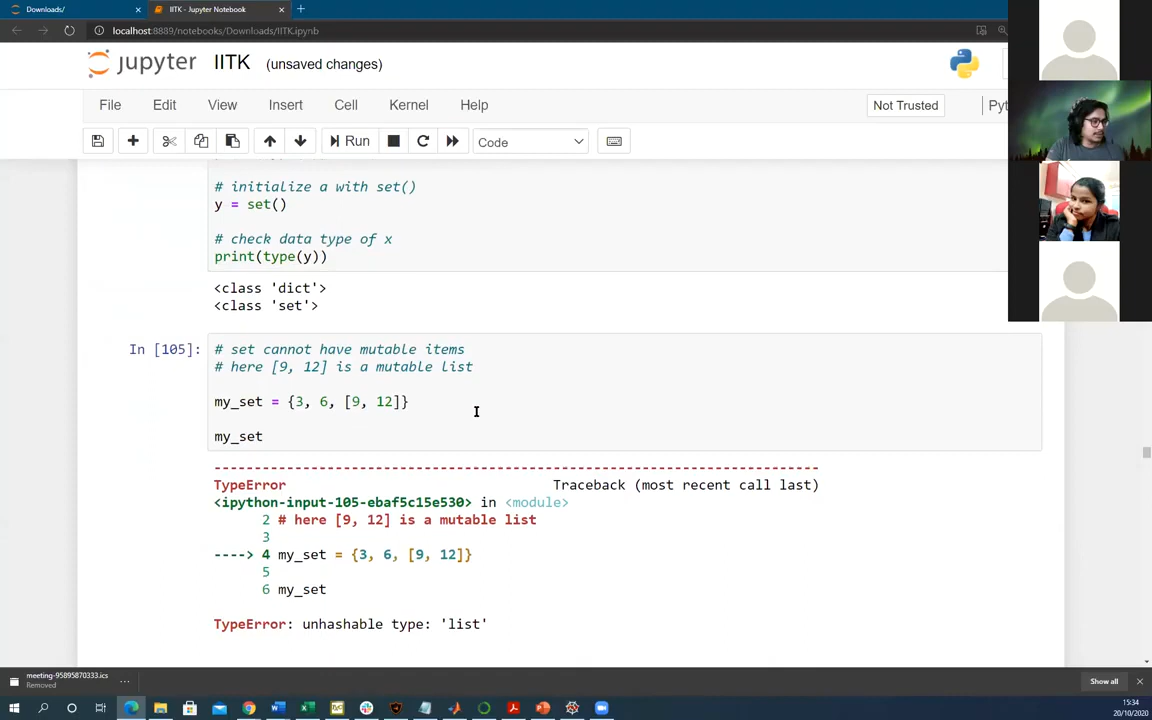 Downloads/
IITK - Jupyter Notebook
localhost:8889/notebooks/Downloads/IITK.ipynb
jupyter IITK (unsaved changes)
File Edit View Insert Cell Kernel Help
Not Trusted
Pyt
Run
Code
# initialize a with set()
y = set()
# check data type of x
print(type(y))
<class 'dict'>
<class 'set'>
In [105]:
# set cannot have mutable items
# here [9, 12] is a mutable list
my_set = {3, 6, [9, 12]}
my_set
---------------------------------------------------------------------------
TypeError Traceback (most recent call last)
<ipython-input-105-ebaf5c15e530> in <module>
2 # here [9, 12] is a mutable list
3
----> 4 my_set = {3, 6, [9, 12]}
5
6 my_set
TypeError: unhashable type: 'list'
meeting-95895870333.ics
Removed
Show all
15:34
20/10/2020